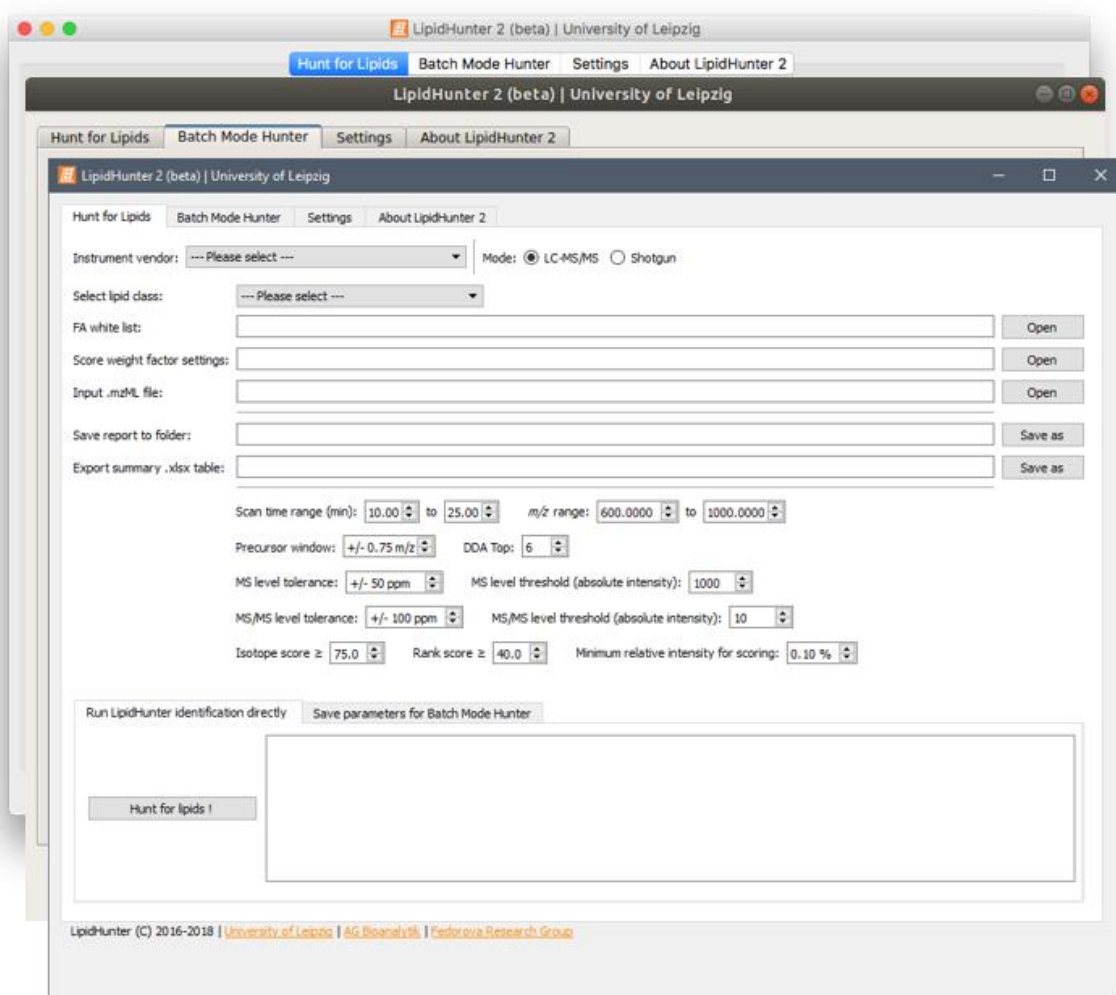 LipidHunter 2 (beta) | University of Leipzig
Hunt for Lipids Batch Mode Hunter Settings About LipidHunter 2
LipidHunter 2 (beta) | University of Leipzig
Hunt for Lipids Batch Mode Hunter Settings About LipidHunter 2
LipidHunter 2 (beta) | University of Leipzig
Hunt for Lipids Batch Mode Hunter Settings About LipidHunter 2
Instrument vendor: --- Please select --- Mode: LC-MS/MS Shotgun
Select lipid class: --- Please select ---
FA white list: Open
Score weight factor settings: Open
Input .mzML file: Open
Save report to folder: Save as
Export summary .xlsx table: Save as
Scan time range (min): 10.00 to 25.00 m/z range: 600.0000 to 1000.0000
Precursor window: +/- 0.75 m/z DDA Top: 6
MS level tolerance: +/- 50 ppm MS level threshold (absolute intensity): 1000
MS/MS level tolerance: +/- 100 ppm MS/MS level threshold (absolute intensity): 10
Isotope score ≥ 75.0 Rank score ≥ 40.0 Minimum relative intensity for scoring: 0.10 %
Run LipidHunter identification directly Save parameters for Batch Mode Hunter
Hunt for lipids !
LipidHunter (C) 2016-2018 | University of Leipzig | AG Bioanalytik | Fedorova Research Group